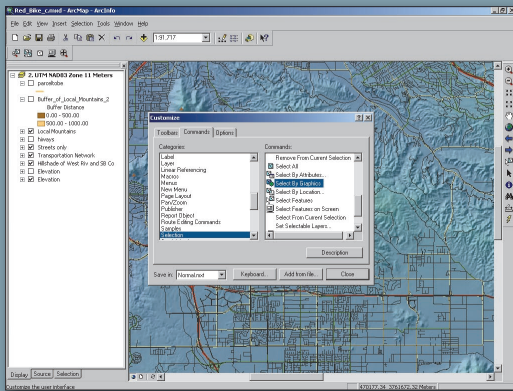 Red_Bike_c.mxd - ArcMap - ArcInfo
File Edit View Insert Selection Tools Window Help
1:91,717
2. UTM NAD83 Zone 11 Meters
parceltobe
Buffer_of_Local_Mountains_2
Buffer Distance
0.00 - 500.00
500.00 - 1000.00
Local Mountains
hiways
Streets only
Transportation Network
Hillshade of West Riv and SB Co
Elevation
Elevation
Customize
Toolbars Commands Options
Categories:
Label
Layer
Linear Referencing
Macros
Menus
New Menu
Page Layout
Pan/Zoom
Publisher
Report Object
Route Editing Commands
Samples
Selection
Commands:
Remove From Current Selection
Select All
Select By Attributes...
Select By Graphics
Select By Location...
Select Features
Select Features on Screen
Select From Current Selection
Set Selectable Layers...
Description
Save in: Normal.mxt Keyboard... Add from file... Close
Display Source Selection
Customize the user interface
470177.34 3761672.32 Meters